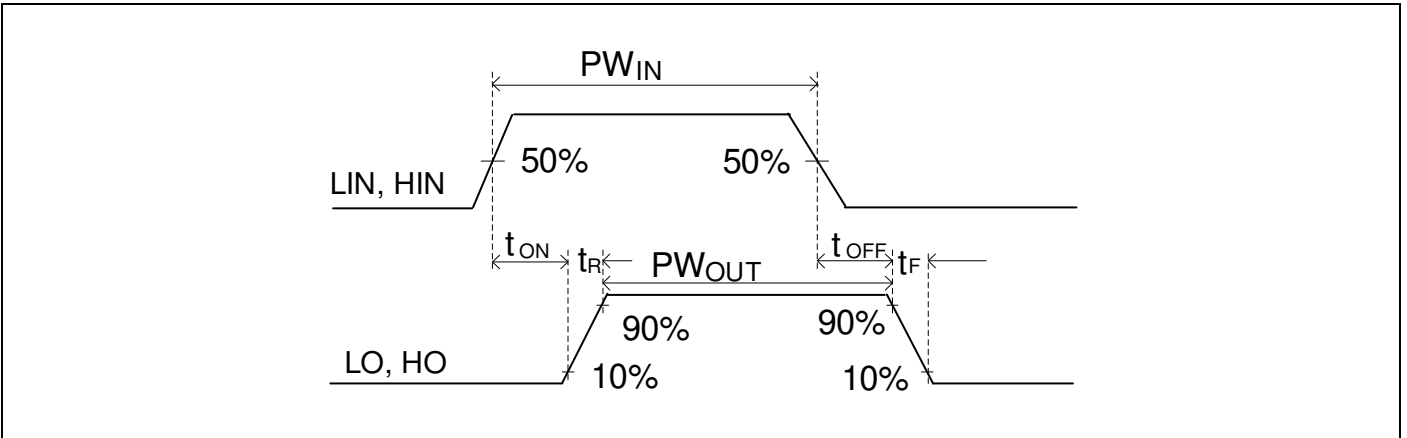 PWIN
50% 50%
LIN, HIN
tON tR PWOUT tOFF tF
90% 90%
LO, HO 10% 10%